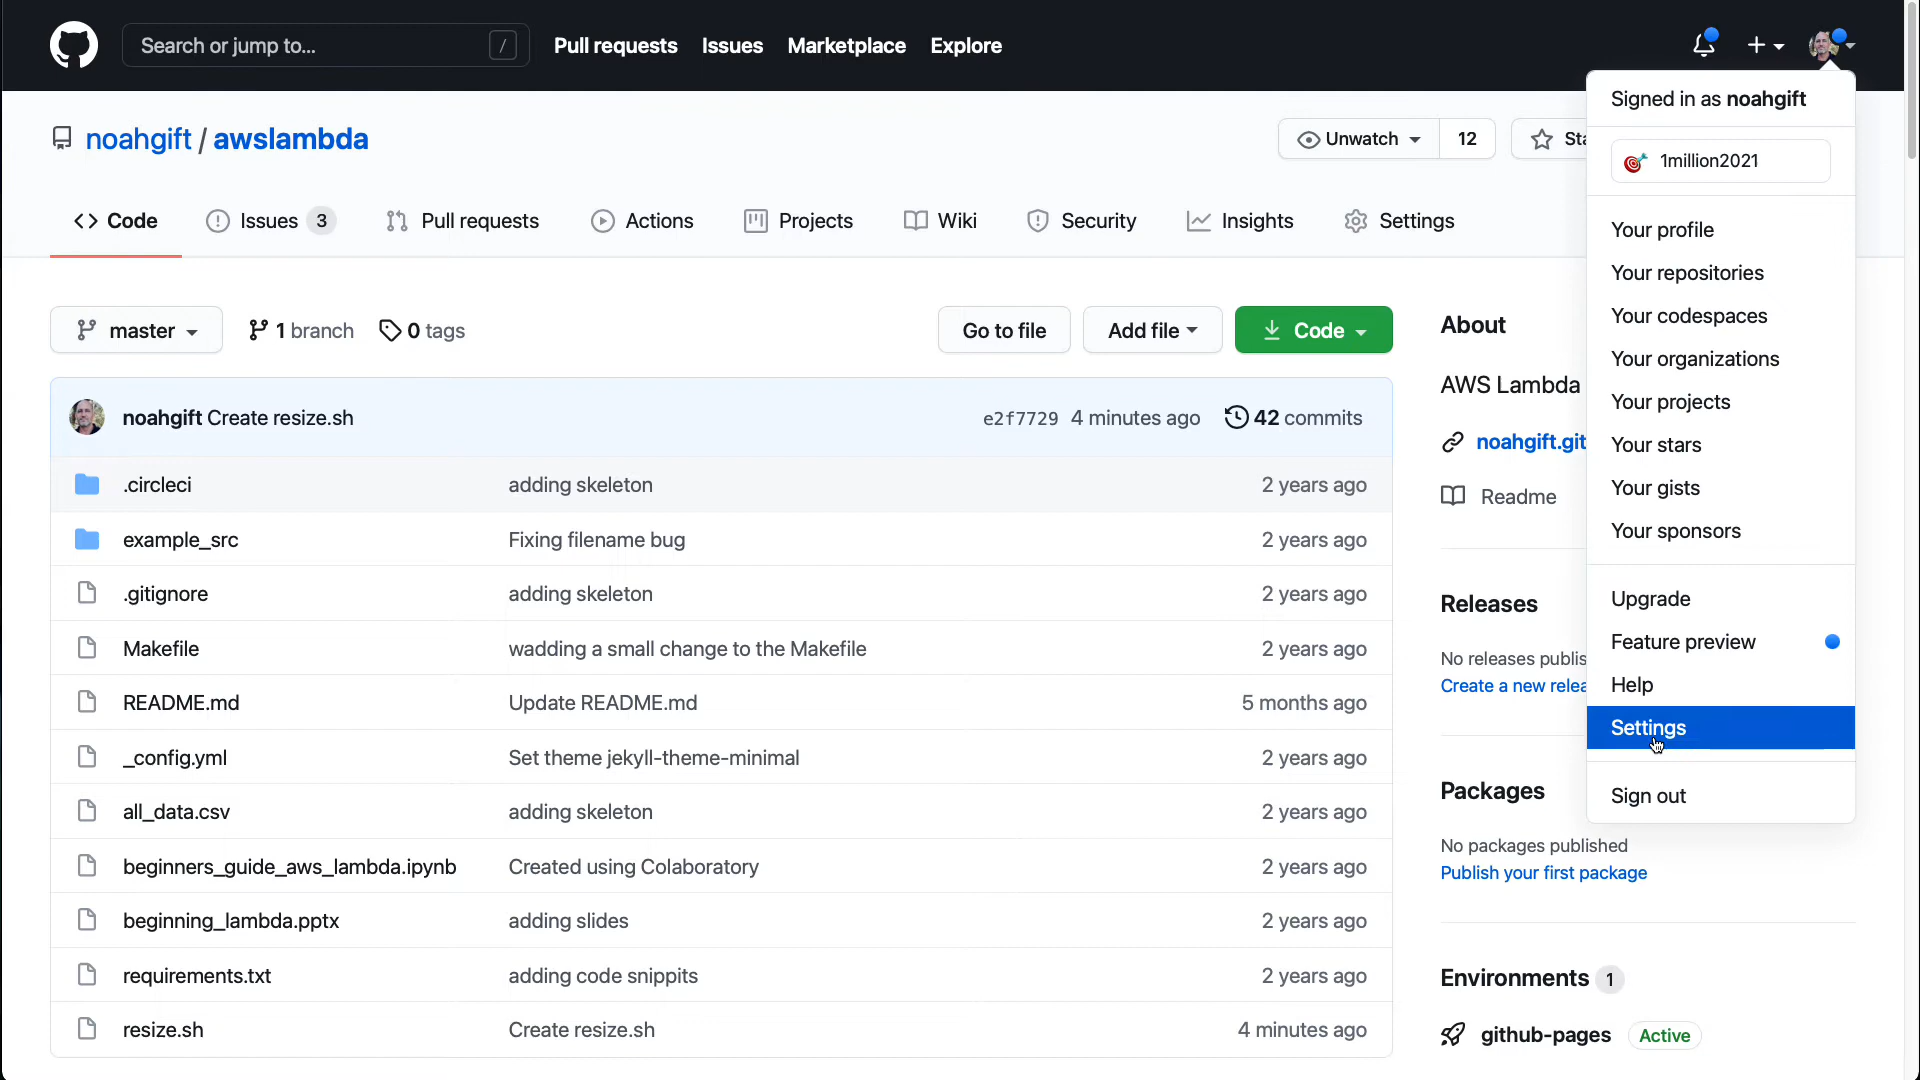 Search or jump to...
/
Pull requests
Issues
Marketplace
Explore
Signed in as noahgift
1million2021
Your profile
Your repositories
Your codespaces
Your organizations
Your projects
Your stars
Your gists
Your sponsors
Upgrade
Feature preview
Help
Settings
Sign out
noahgift / awslambda
Unwatch
12
Sta
Code
Issues 3
Pull requests
Actions
Projects
Wiki
Security
Insights
Settings
master
1 branch
0 tags
Go to file
Add file
Code
noahgift Create resize.sh
e2f7729 4 minutes ago
42 commits
.circleci adding skeleton 2 years ago
example_src Fixing filename bug 2 years ago
.gitignore adding skeleton 2 years ago
Makefile wadding a small change to the Makefile 2 years ago
README.md Update README.md 5 months ago
_config.yml Set theme jekyll-theme-minimal 2 years ago
all_data.csv adding skeleton 2 years ago
beginners_guide_aws_lambda.ipynb Created using Colaboratory 2 years ago
beginning_lambda.pptx adding slides 2 years ago
requirements.txt adding code snippits 2 years ago
resize.sh Create resize.sh 4 minutes ago
About
AWS Lambda
noahgift.git
Readme
Releases
No releases publis
Create a new relea
Packages
No packages published
Publish your first package
Environments 1
github-pages Active